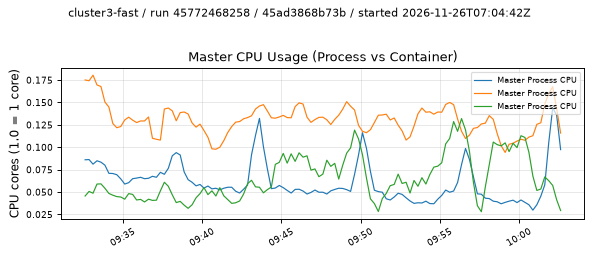 cluster3-fast / run 45772468258 / 45ad3868b73b / started 2026-11-26T07:04:42Z
Master CPU Usage (Process vs Container)
CPU cores (1.0 = 1 core)
0.175
0.150
0.125
0.100
0.075
0.050
0.025
Master Process CPU
Master Process CPU
Master Process CPU
09:35
09:40
09:45
09:50
09:55
10:00